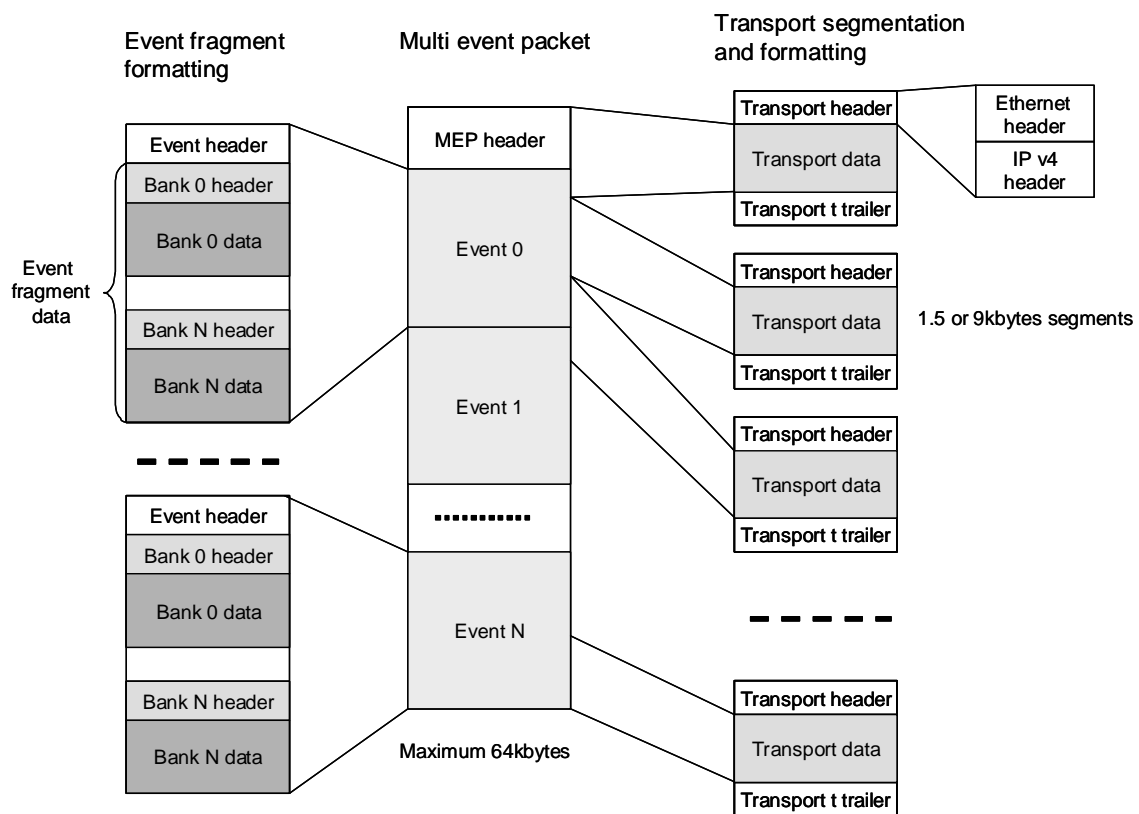 Event fragment
formatting
Multi event packet
Transport segmentation
and formatting
Event header
Bank 0 header
Bank 0 data
Bank N header
Bank N data
Event
fragment
data
Event header
Bank 0 header
Bank 0 data
Bank N header
Bank N data
MEP header
Event 0
Event 1
Event N
Maximum 64kbytes
Transport header
Transport data
Transport t trailer
Ethernet
header
IP v4
header
Transport header
Transport data
Transport t trailer
1.5 or 9kbytes segments
Transport header
Transport data
Transport t trailer
Transport header
Transport data
Transport t trailer